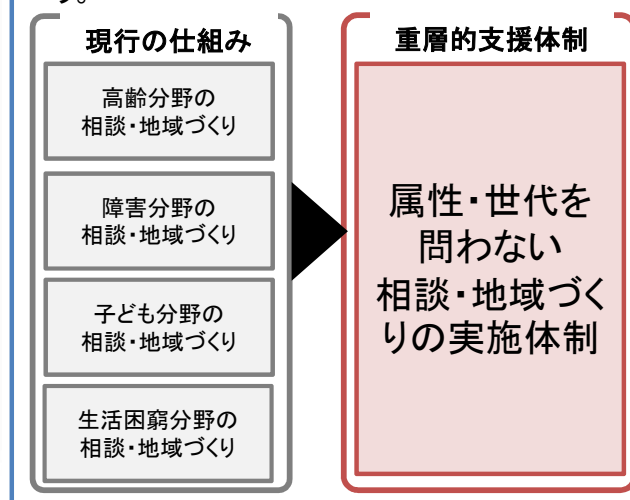 す。
現行の仕組み
高齢分野の
相談・地域づくり
障害分野の
相談・地域づくり
子ども分野の
相談・地域づくり
生活困窮分野の
相談・地域づくり
重層的支援体制
属性・世代を
問わない
相談・地域づく
りの実施体制